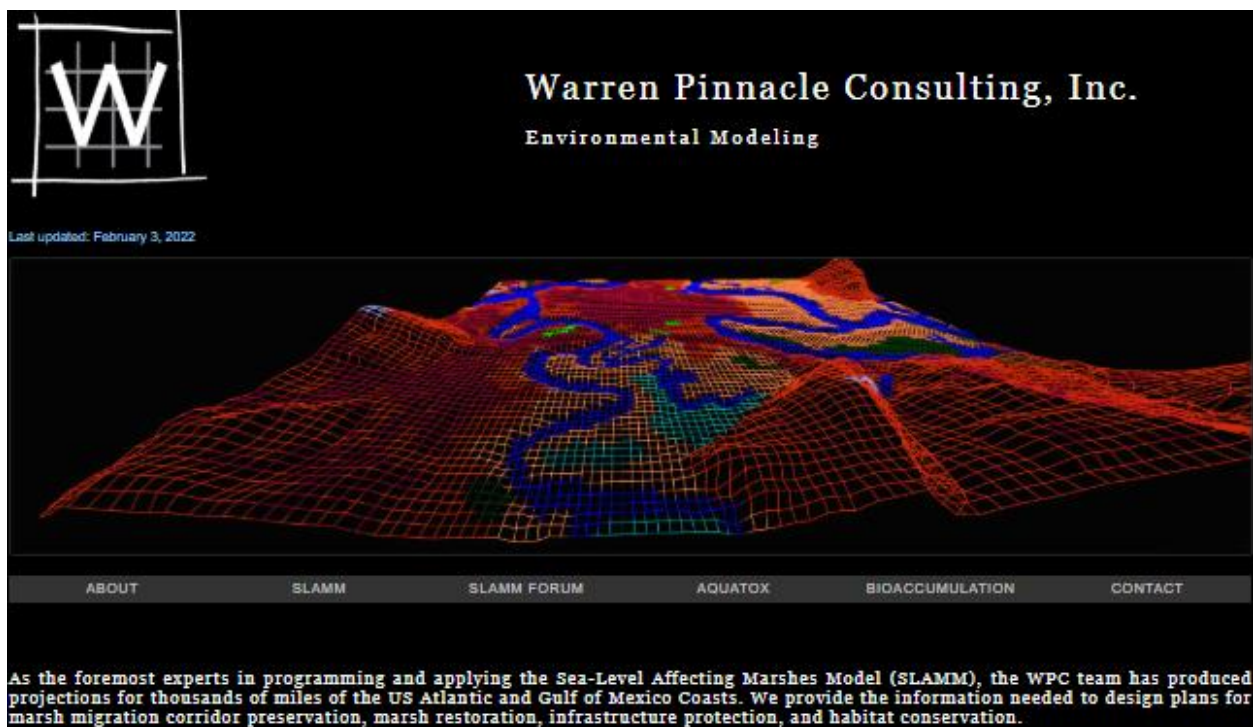 W
Warren Pinnacle Consulting, Inc.
Environmental Modeling
Last updated: February 3, 2022
ABOUT SLAMM SLAMM FORUM AQUATOX BIOACCUMULATION CONTACT
As the foremost experts in programming and applying the Sea-Level Affecting Marshes Model (SLAMM), the WPC team has produced
projections for thousands of miles of the US Atlantic and Gulf of Mexico Coasts. We provide the information needed to design plans for
marsh migration corridor preservation, marsh restoration, infrastructure protection, and habitat conservation.